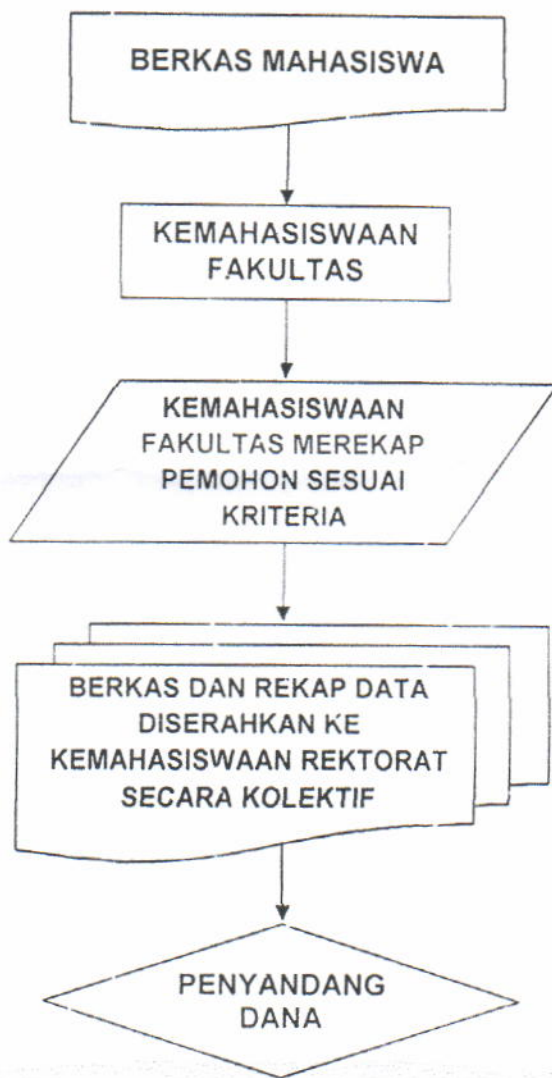 BERKAS MAHASISWA
KEMAHASISWAAN
FAKULTAS
KEMAHASISWAAN
FAKULTAS MEREKAP
PEMOHON SESUAI
KRITERIA
BERKAS DAN REKAP DATA
DISERAHKAN KE
KEMAHASISWAAN REKTORAT
SECARA KOLEKTIF
PENYANDANG
DANA